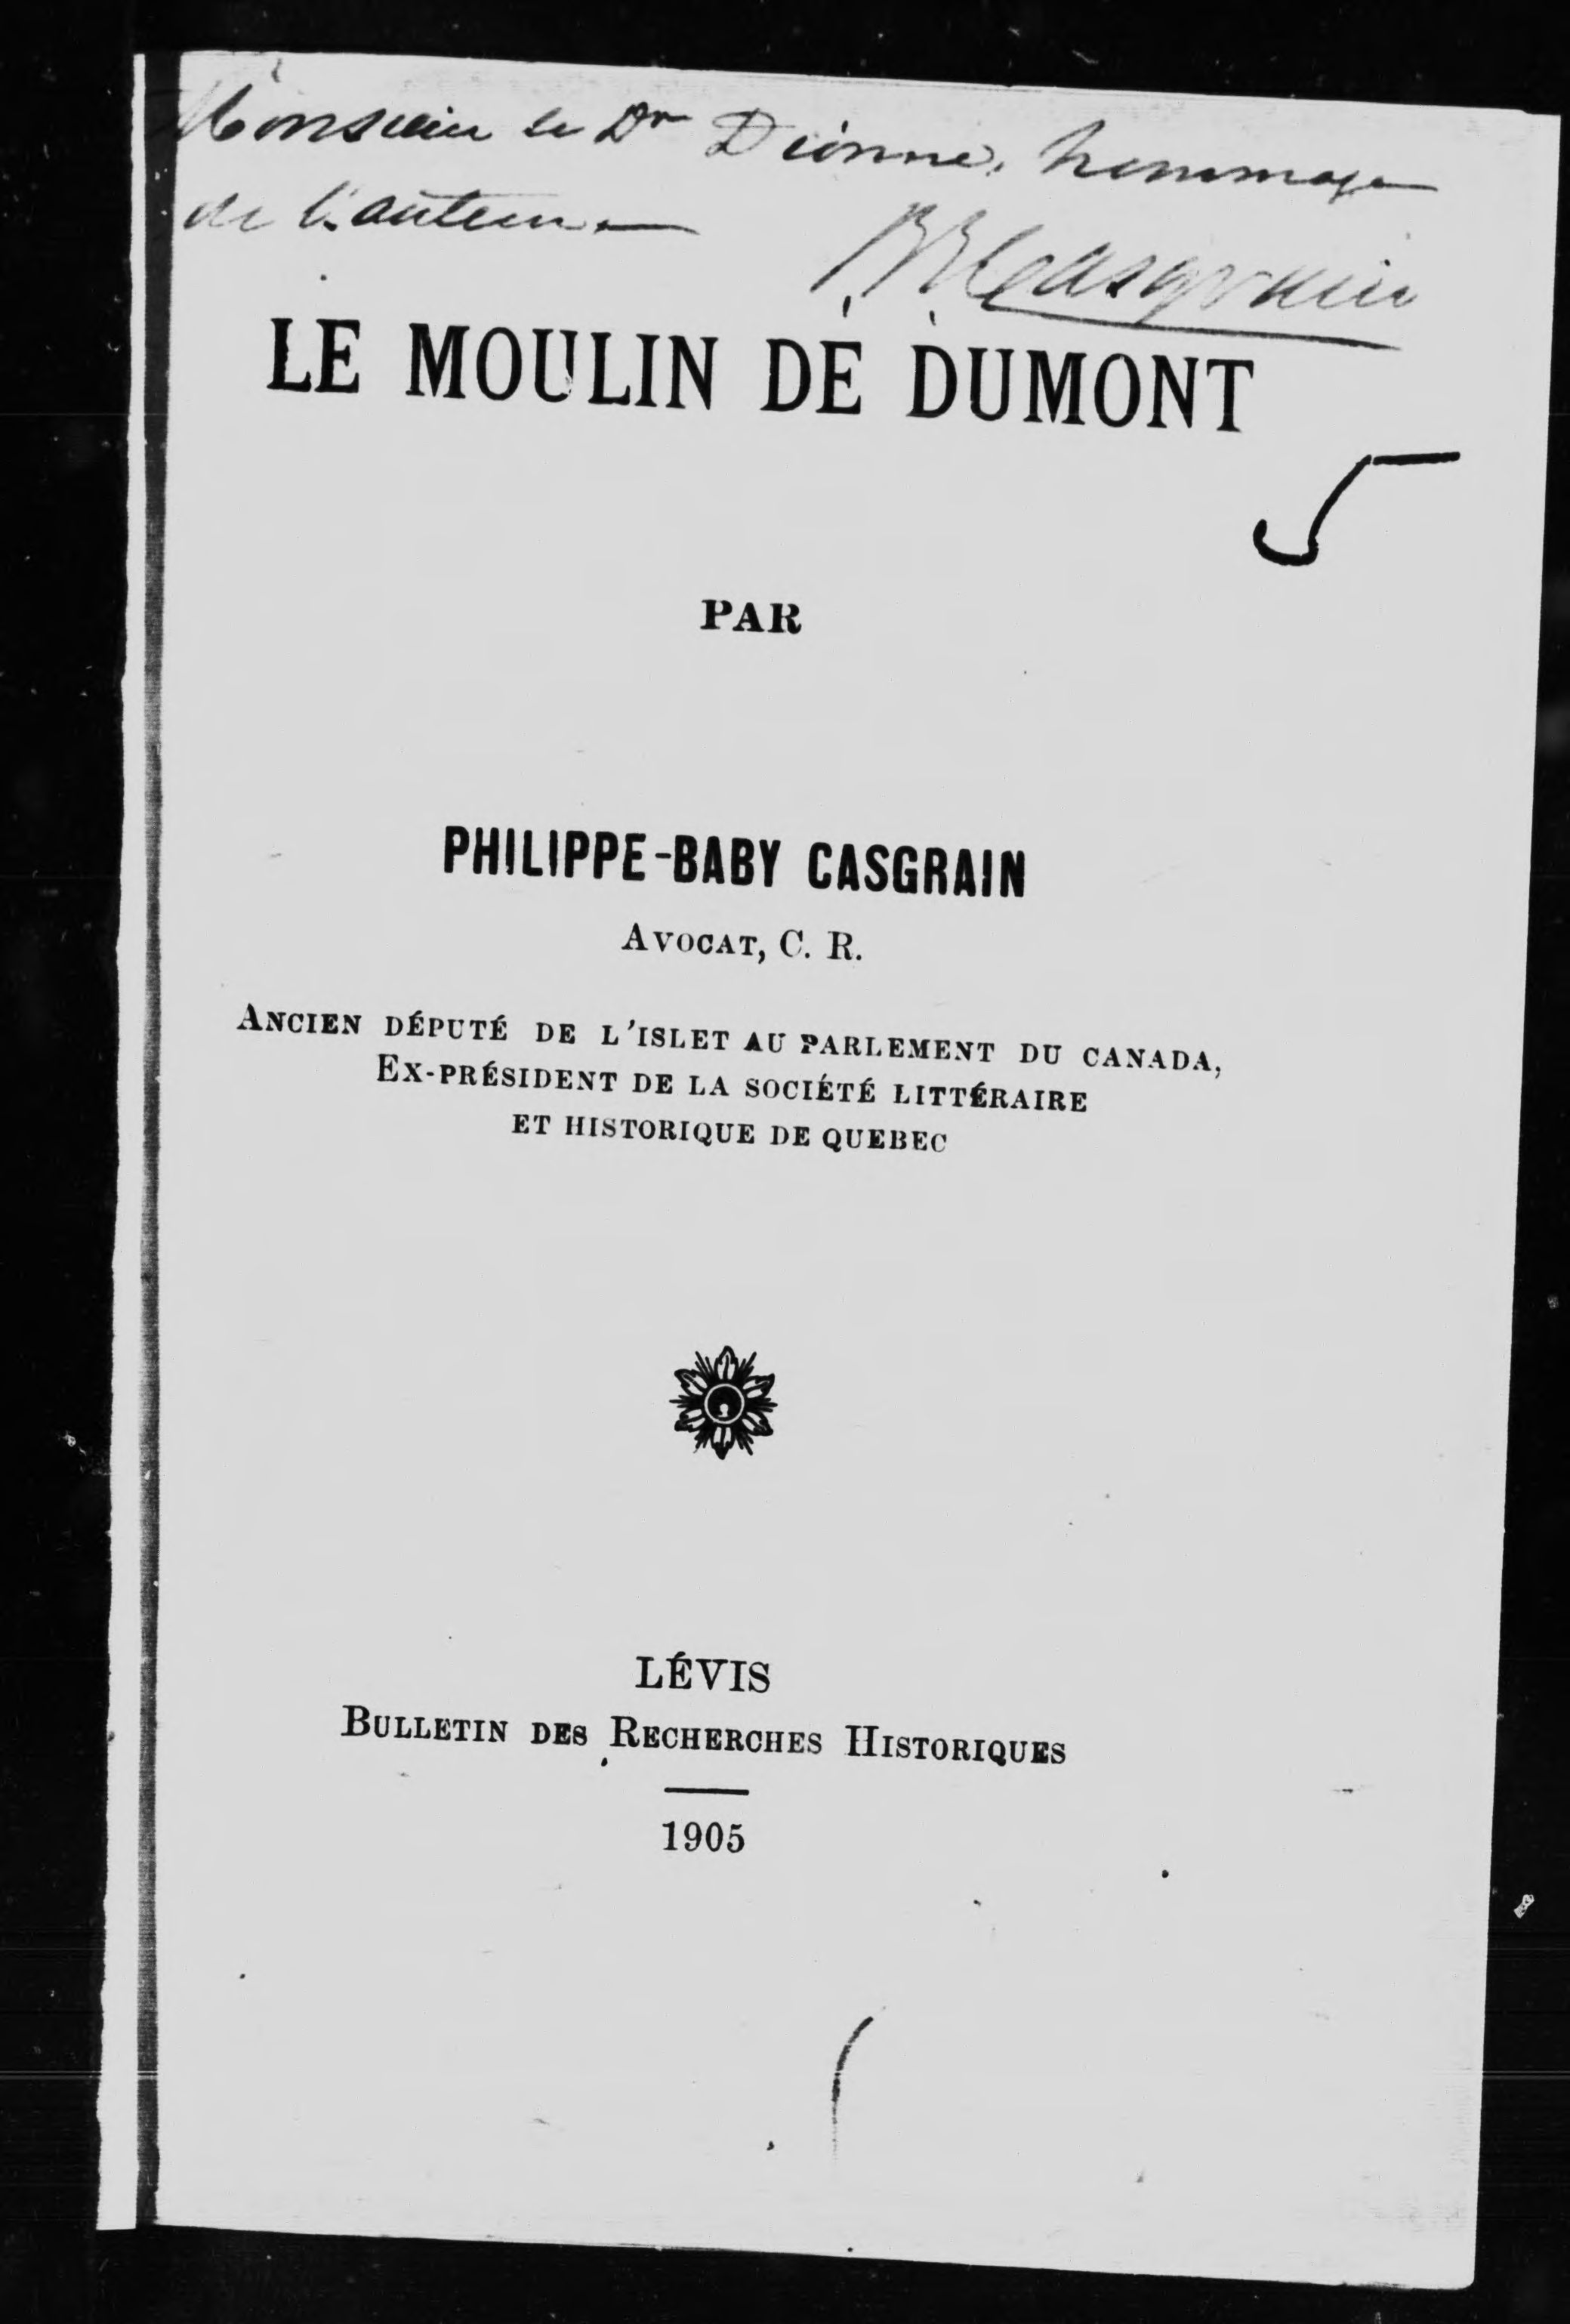 Monsieur le Dr Dionne, hommage
de l'auteur
PBCasgrain
LE MOULIN DE DUMONT
5
PAR
PHILIPPE-BABY CASGRAIN
AVOCAT, C. R.
ANCIEN DÉPUTÉ DE L'ISLET AU PARLEMENT DU CANADA,
EX-PRÉSIDENT DE LA SOCIÉTÉ LITTÉRAIRE
ET HISTORIQUE DE QUEBEC
LÉVIS
BULLETIN DES RECHERCHES HISTORIQUES
1905